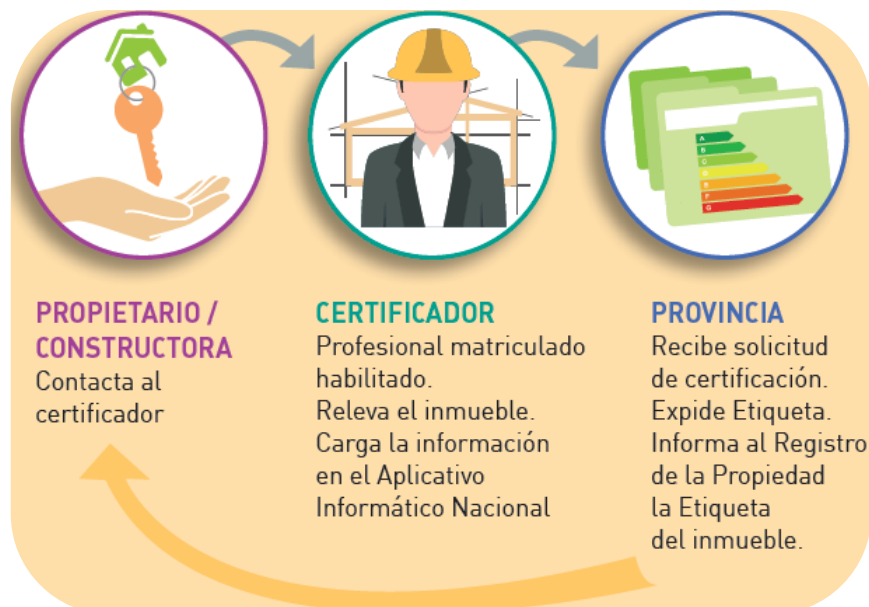 A
B
C
D
E
F
G
PROPIETARIO /
CONSTRUCTORA
Contacta al
certificador
CERTIFICADOR
Profesional matriculado
habilitado.
Releva el inmueble.
Carga la información
en el Aplicativo
Informático Nacional
PROVINCIA
Recibe solicitud
de certificación.
Expide Etiqueta.
Informa al Registro
de la Propiedad
la Etiqueta
del inmueble.